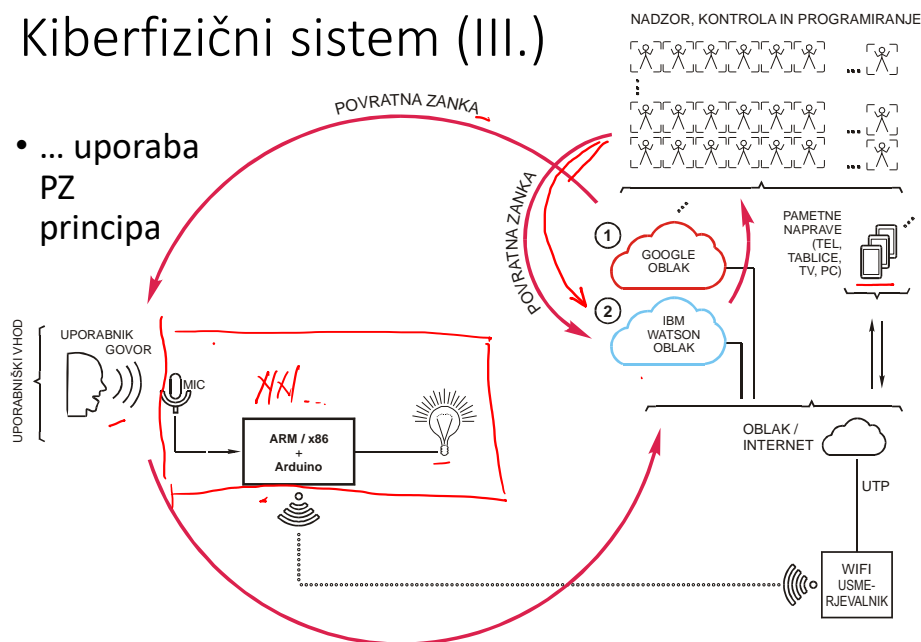 Kiberfizični sistem (III.)
• ... uporaba
PZ
principa
NADZOR, KONTROLA IN PROGRAMIRANJE
...
...
...
POVRATNA ZANKA
POVRATNA ZANKA
1
GOOGLE
OBLAK
2
IBM
WATSON
OBLAK
PAMETNE
NAPRAVE
(TEL,
TABLICE,
TV, PC)
UPORABNIŠKI VHOD
UPORABNIK
GOVOR
MIC
ARM / x86
+
Arduino
OBLAK /
INTERNET
UTP
WIFI
USME-
RJEVALNIK